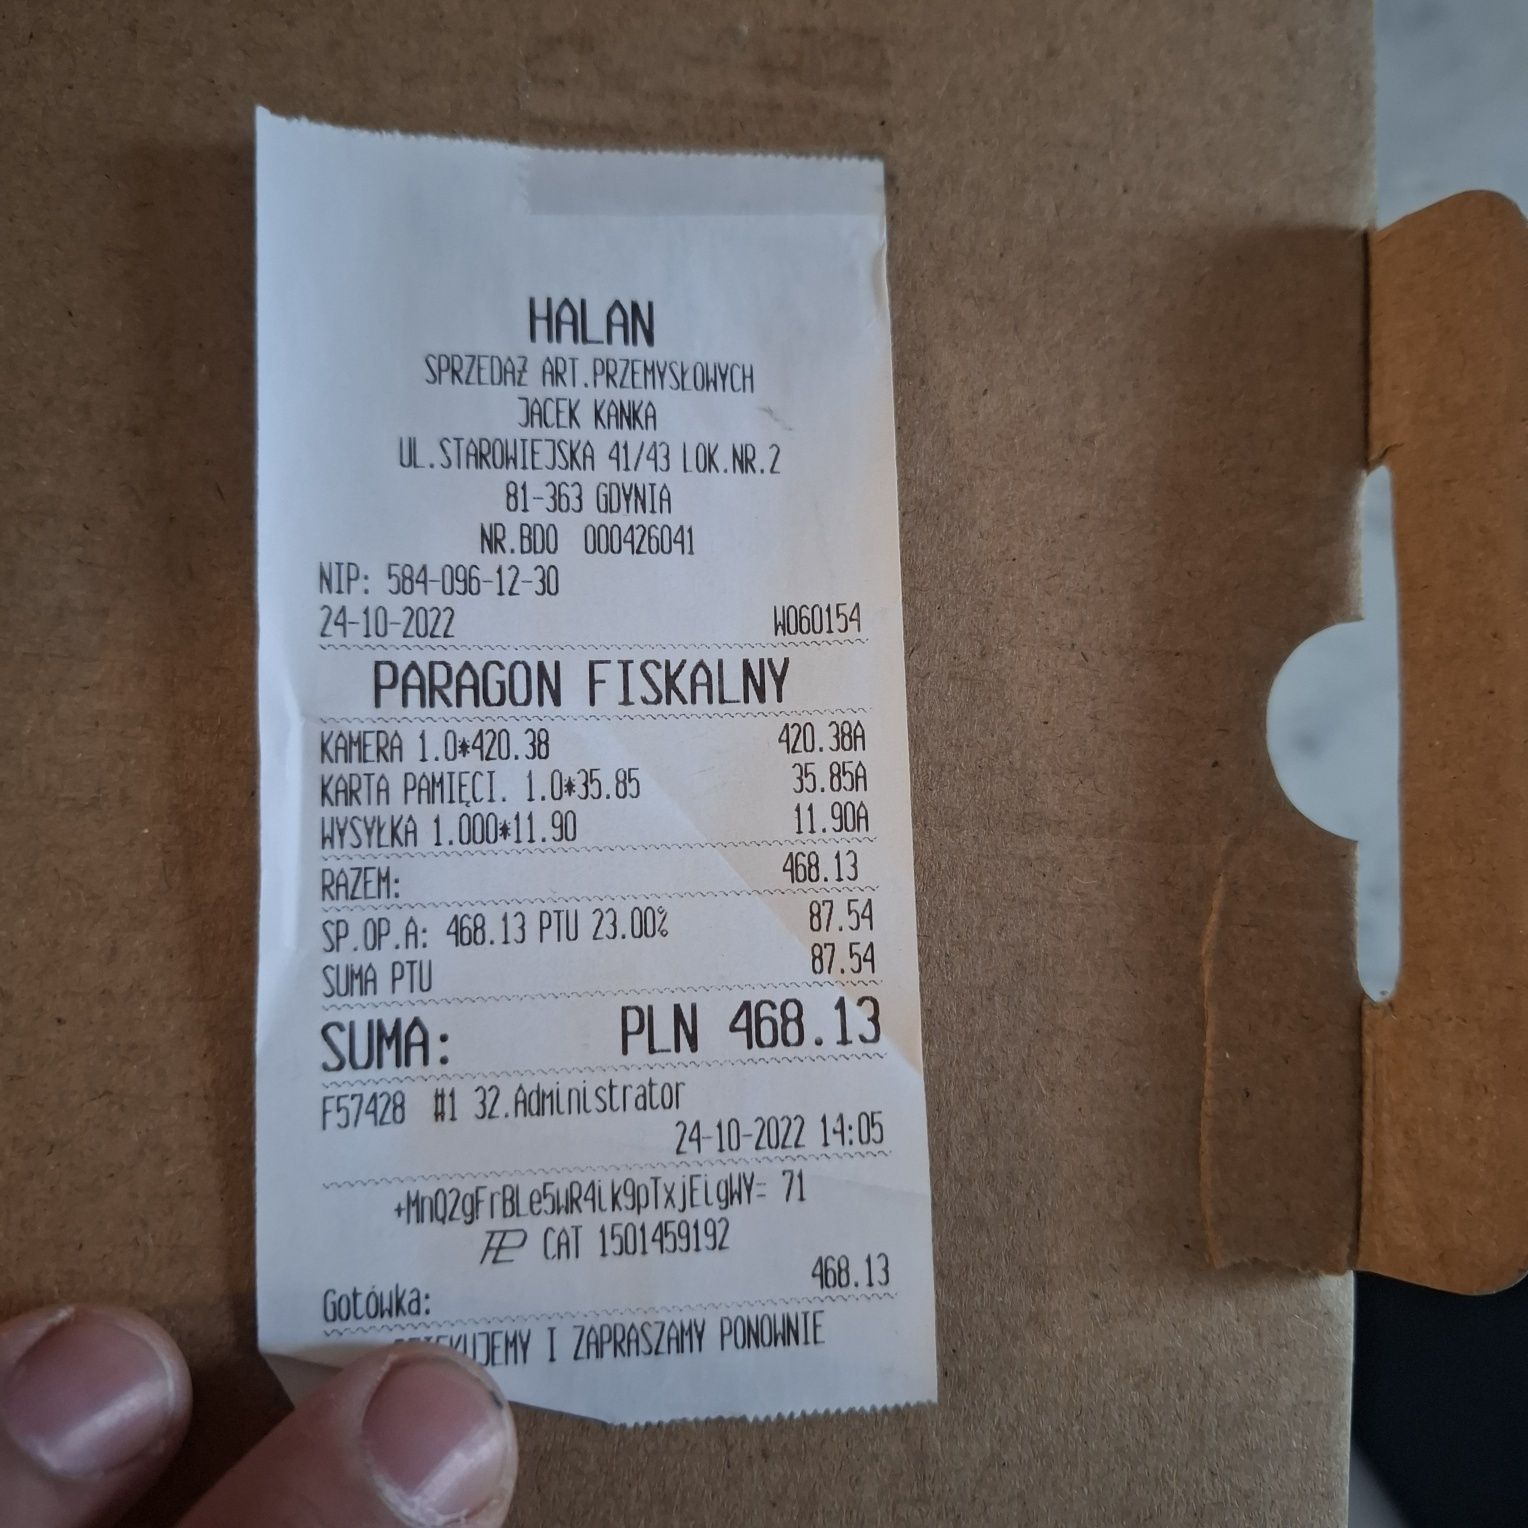 HALAN
SPRZEDAŻ ART.PRZEMYSŁOWYCH
JACEK KANKA
UL.STAROWIEJSKA 41/43 LOK.NR.2
81-363 GDYNIA
NR.BDO 000426041
NIP: 584-096-12-30
24-10-2022 W060154
PARAGON FISKALNY
KAMERA 1.0*420.38 420.38A
KARTA PAMIĘCI. 1.0*35.85 35.85A
WYSYŁKA 1.000*11.90 11.90A
RAZEM: 468.13
SP.OP.A: 468.13 PTU 23.00% 87.54
SUMA PTU 87.54
SUMA: PLN 468.13
F57428 #1 32.Administrator
24-10-2022 14:05
+MnQ2gFrBLe5wR4ik9pTxjEigWY= 71
CAT 1501459192
Gotówka: 468.13
I ZAPRASZAMY PONOWNIE